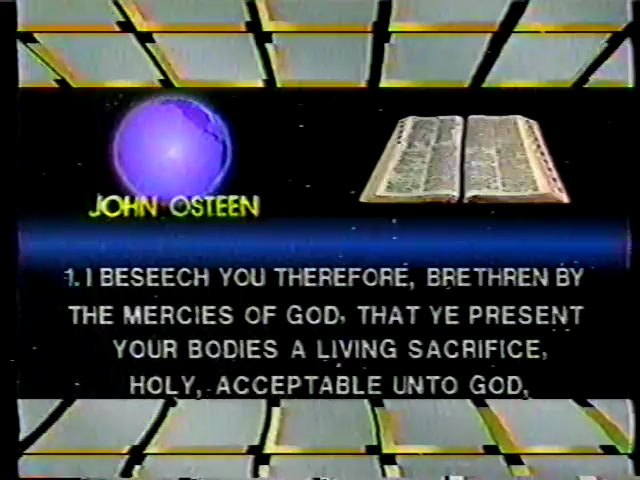 JOHN OSTEEN
1. I BESEECH YOU THEREFORE, BRETHREN BY
THE MERCIES OF GOD, THAT YE PRESENT
YOUR BODIES A LIVING SACRIFICE,
HOLY, ACCEPTABLE UNTO GOD,